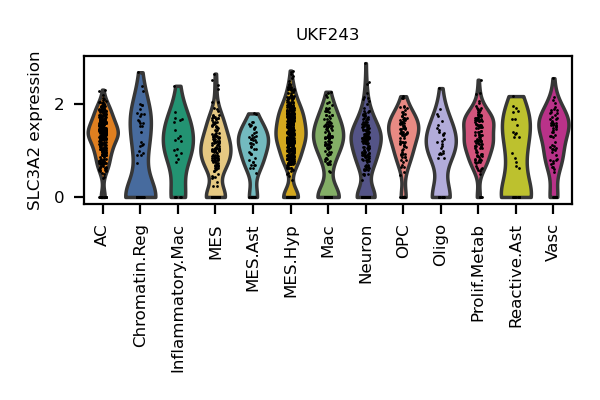 UKF243
SLC3A2 expression
2
0
AC
Chromatin.Reg
Inflammatory.Mac
MES
MES.Ast
MES.Hyp
Mac
Neuron
OPC
Oligo
Prolif.Metab
Reactive.Ast
Vasc